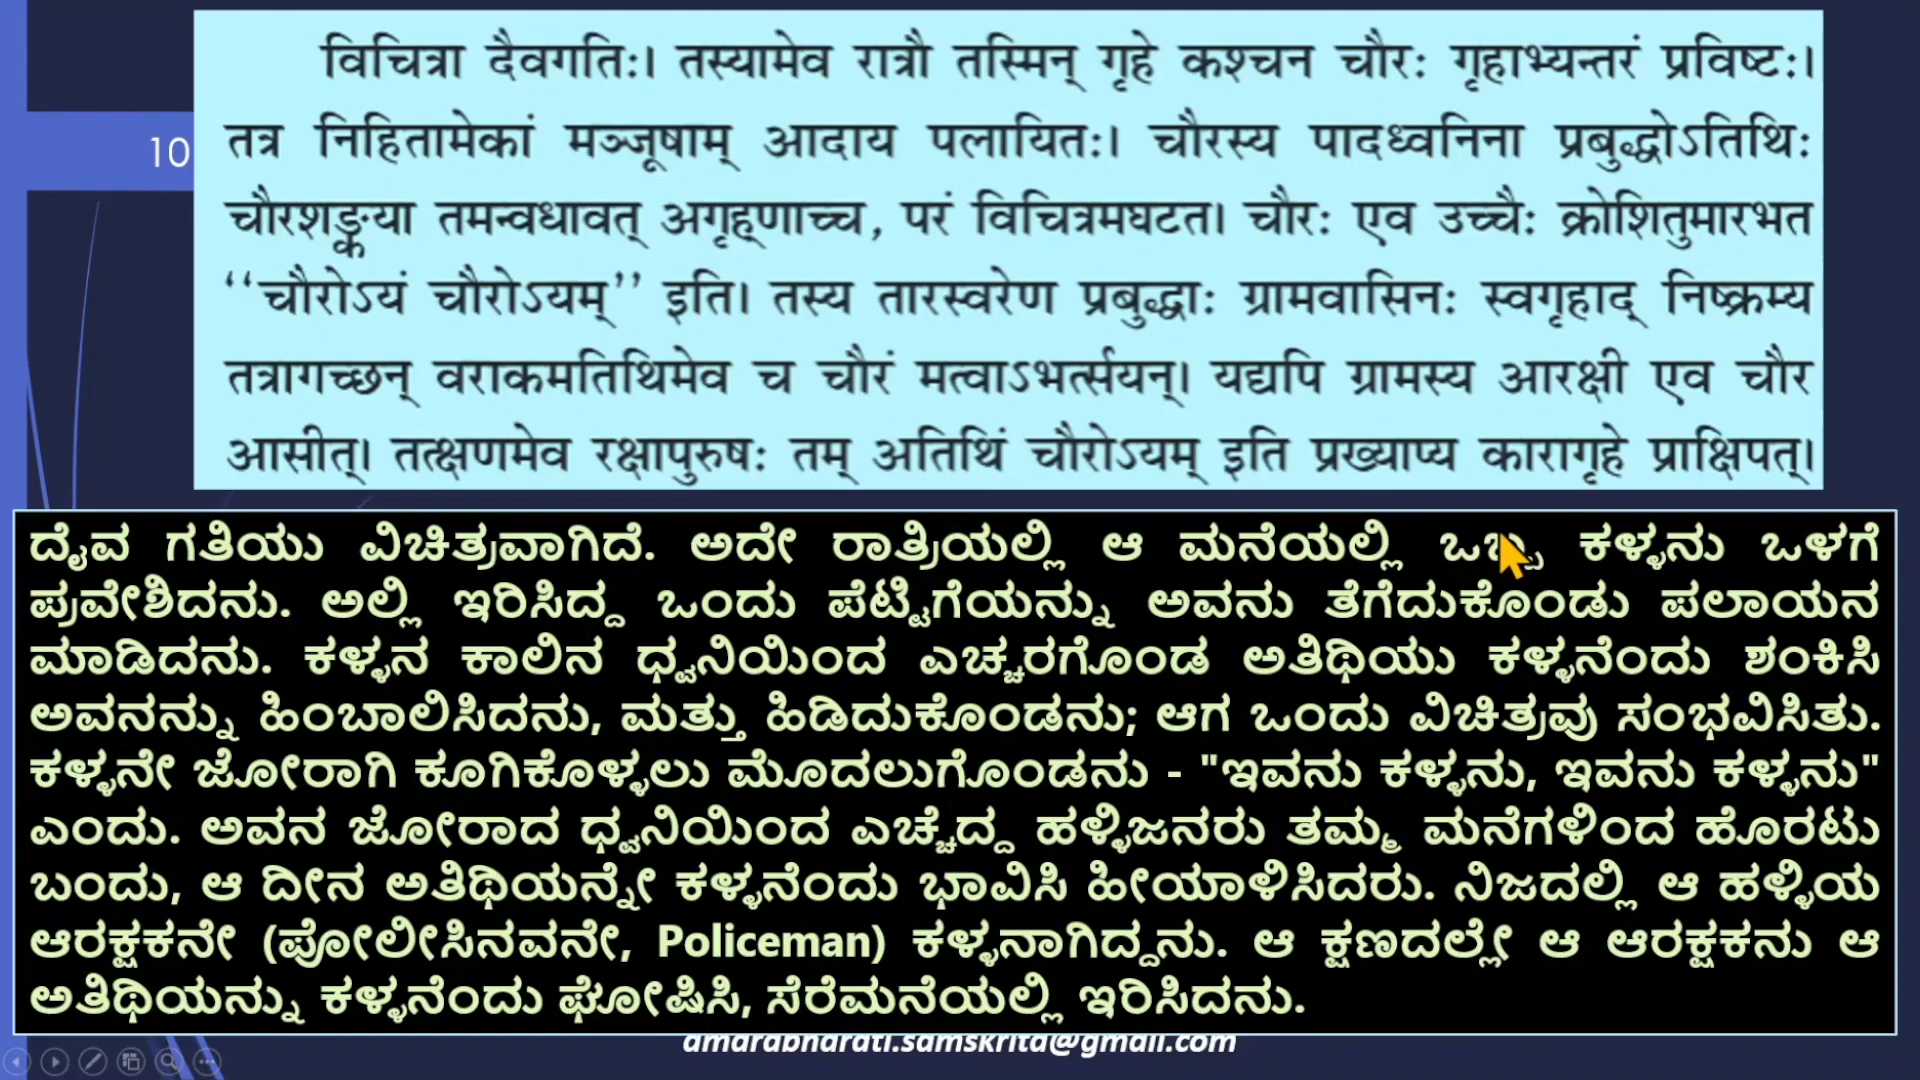 विचित्रा दैवगतिः। तस्यामेव रात्रौ तस्मिन् गृहे कश्चन चौरः गृहाभ्यन्तरं प्रविष्टः।
10
तत्र निहितामेकां मञ्जूषाम् आदाय पलायितः। चौरस्य पादध्वनिना प्रबुद्धोऽतिथिः
चौरशङ्कया तमन्वधावत् अगृह्णाच्च, परं विचित्रमघटत। चौरः एव उच्चैः क्रोशितुमारभत
‘‘चौरोऽयं चौरोऽयम्’’ इति। तस्य तारस्वरेण प्रबुद्धाः ग्रामवासिनः स्वगृहाद् निष्क्रम्य
तत्रागच्छन् वराकमतिथिमेव च चौरं मत्वाऽभर्त्सयन्। यद्यपि ग्रामस्य आरक्षी एव चौर
आसीत्। तत्क्षणमेव रक्षापुरुषः तम् अतिथिं चौरोऽयम् इति प्रख्याप्य कारागृहे प्राक्षिपत्।
ದೈವ ಗತಿಯು ವಿಚಿತ್ರವಾಗಿದೆ. ಅದೇ ರಾತ್ರಿಯಲ್ಲಿ ಆ ಮನೆಯಲ್ಲಿ ಒಬ್ಬ ಕಳ್ಳನು ಒಳಗೆ
ಪ್ರವೇಶಿದನು. ಅಲ್ಲಿ ಇರಿಸಿದ್ದ ಒಂದು ಪೆಟ್ಟಿಗೆಯನ್ನು ಅವನು ತೆಗೆದುಕೊಂಡು ಪಲಾಯನ
ಮಾಡಿದನು. ಕಳ್ಳನ ಕಾಲಿನ ಧ್ವನಿಯಿಂದ ಎಚ್ಚರಗೊಂಡ ಅತಿಥಿಯು ಕಳ್ಳನೆಂದು ಶಂಕಿಸಿ
ಅವನನ್ನು ಹಿಂಬಾಲಿಸಿದನು, ಮತ್ತು ಹಿಡಿದುಕೊಂಡನು; ಆಗ ಒಂದು ವಿಚಿತ್ರವು ಸಂಭವಿಸಿತು.
ಕಳ್ಳನೇ ಜೋರಾಗಿ ಕೂಗಿಕೊಳ್ಳಲು ಮೊದಲುಗೊಂಡನು - "ಇವನು ಕಳ್ಳನು, ಇವನು ಕಳ್ಳನು"
ಎಂದು. ಅವನ ಜೋರಾದ ಧ್ವನಿಯಿಂದ ಎಚ್ಚೆದ್ದ ಹಳ್ಳಿಜನರು ತಮ್ಮ ಮನೆಗಳಿಂದ ಹೊರಟು
ಬಂದು, ಆ ದೀನ ಅತಿಥಿಯನ್ನೇ ಕಳ್ಳನೆಂದು ಭಾವಿಸಿ ಹೀಯಾಳಿಸಿದರು. ನಿಜದಲ್ಲಿ ಆ ಹಳ್ಳಿಯ
ಆರಕ್ಷಕನೇ (ಪೋಲೀಸಿನವನೇ, Policeman) ಕಳ್ಳನಾಗಿದ್ದನು. ಆ ಕ್ಷಣದಲ್ಲೇ ಆ ಆರಕ್ಷಕನು ಆ
ಅತಿಥಿಯನ್ನು ಕಳ್ಳನೆಂದು ಘೋಷಿಸಿ, ಸೆರೆಮನೆಯಲ್ಲಿ ಇರಿಸಿದನು.
amarabharati.samskrita@gmail.com